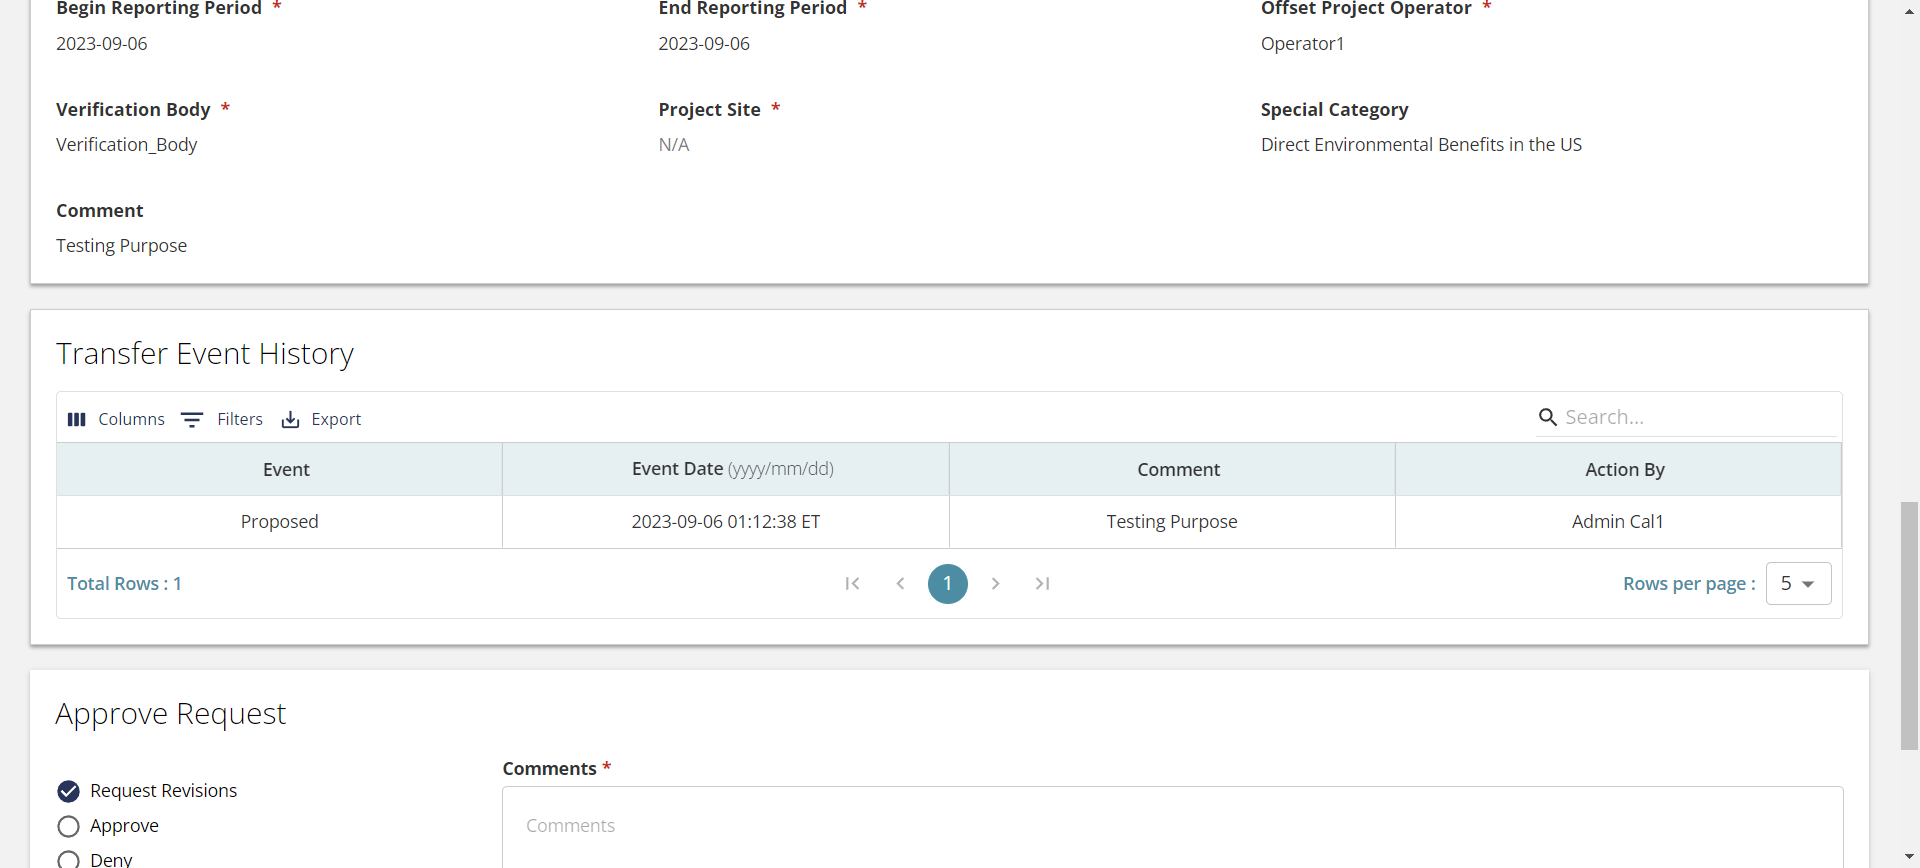 Begin Reporting Period *
End Reporting Period *
Offset Project Operator *
2023-09-06
2023-09-06
Operator1
Verification Body *
Project Site *
Special Category
Verification_Body
N/A
Direct Environmental Benefits in the US
Comment
Testing Purpose
Transfer Event History
Columns
Filters
Export
Search...
Event
Event Date (yyyy/mm/dd)
Comment
Action By
Proposed
2023-09-06 01:12:38 ET
Testing Purpose
Admin Cal1
Total Rows : 1
1
Rows per page :
5
Approve Request
Comments *
Request Revisions
Approve
Comments
Deny